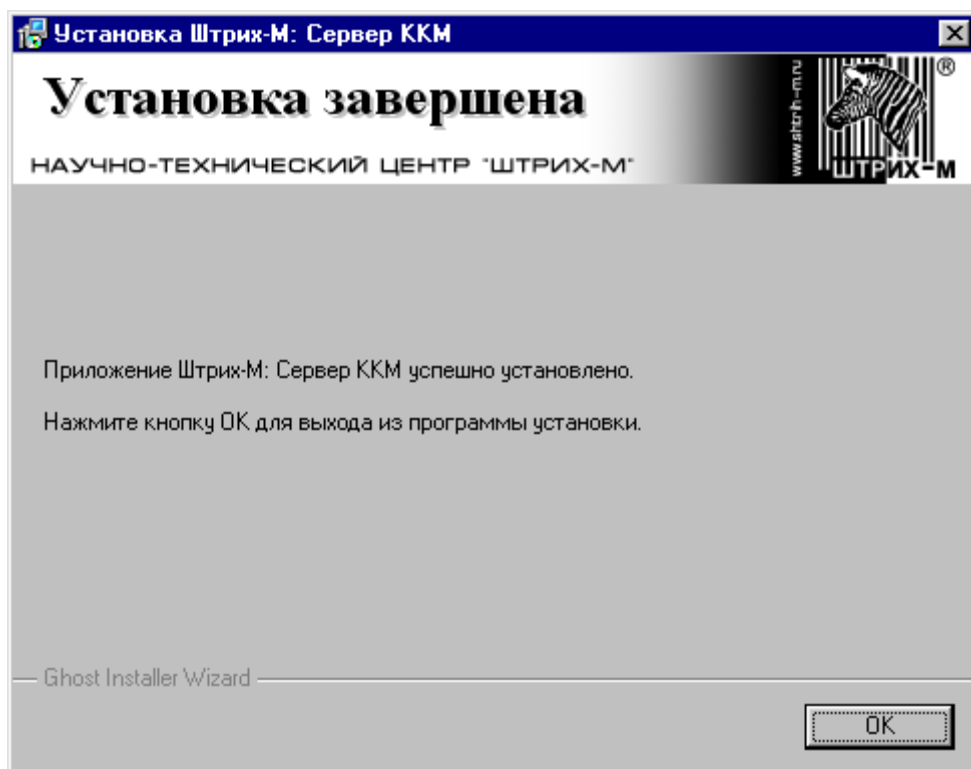 Установка Штрих-М: Сервер ККМ
Установка завершена
НАУЧНО-ТЕХНИЧЕСКИЙ ЦЕНТР "ШТРИХ-М"
www.shtrih-m.ru
®
ШТРИХ-М
Приложение Штрих-М: Сервер ККМ успешно установлено.
Нажмите кнопку ОК для выхода из программы установки.
Ghost Installer Wizard
OK